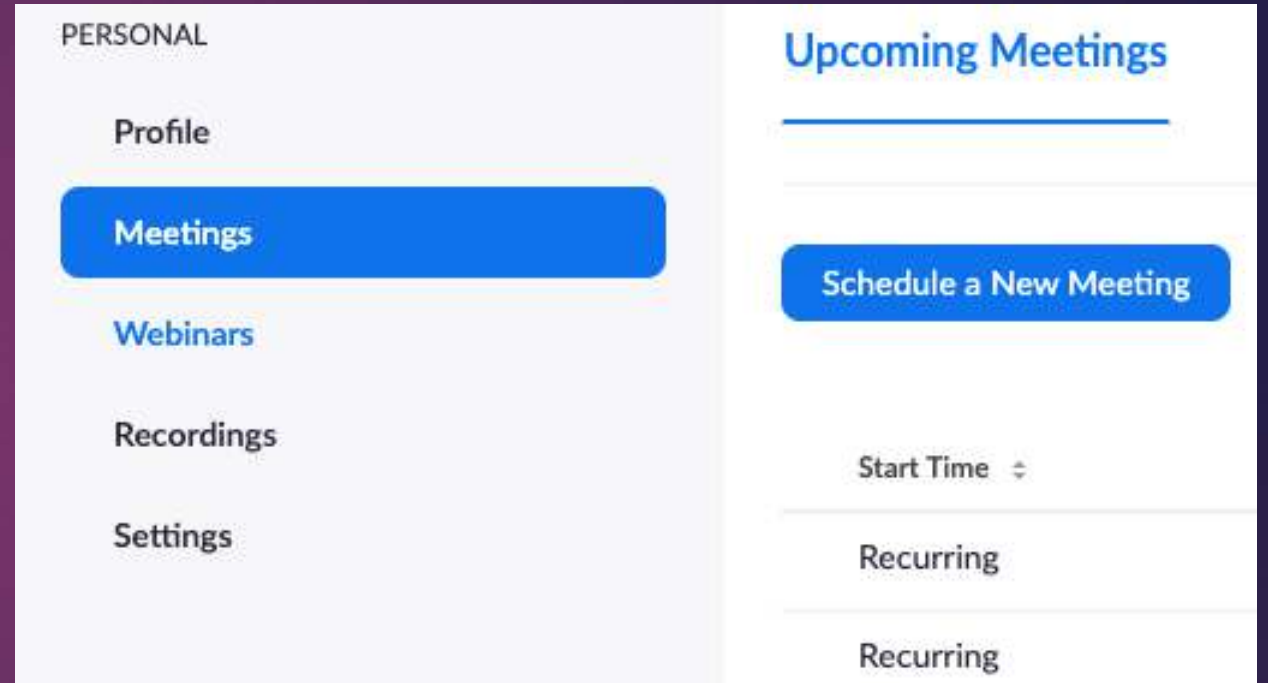 PERSONAL
Profile
Meetings
Webinars
Recordings
Settings
Upcoming Meetings
Schedule a New Meeting
Start Time
Recurring
Recurring